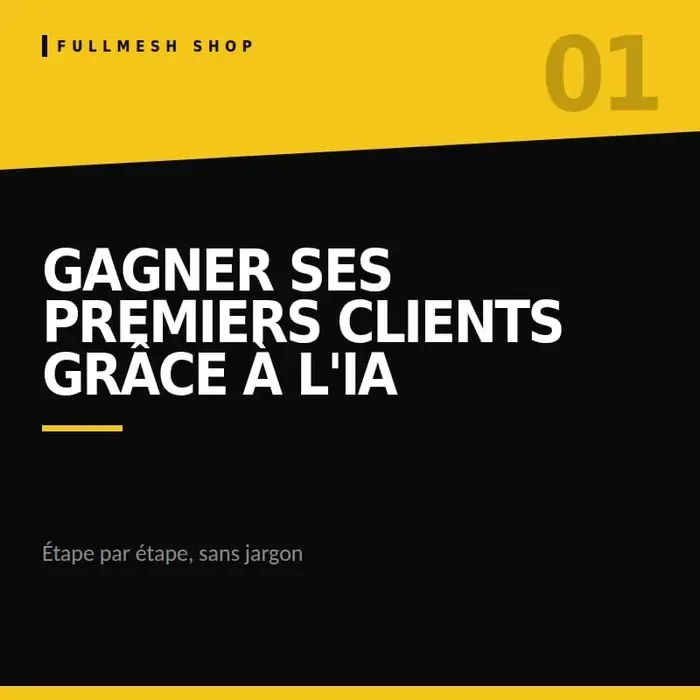 FULLMESH SHOP
01
GAGNER SES
PREMIERS CLIENTS
GRÂCE À L'IA
Étape par étape, sans jargon